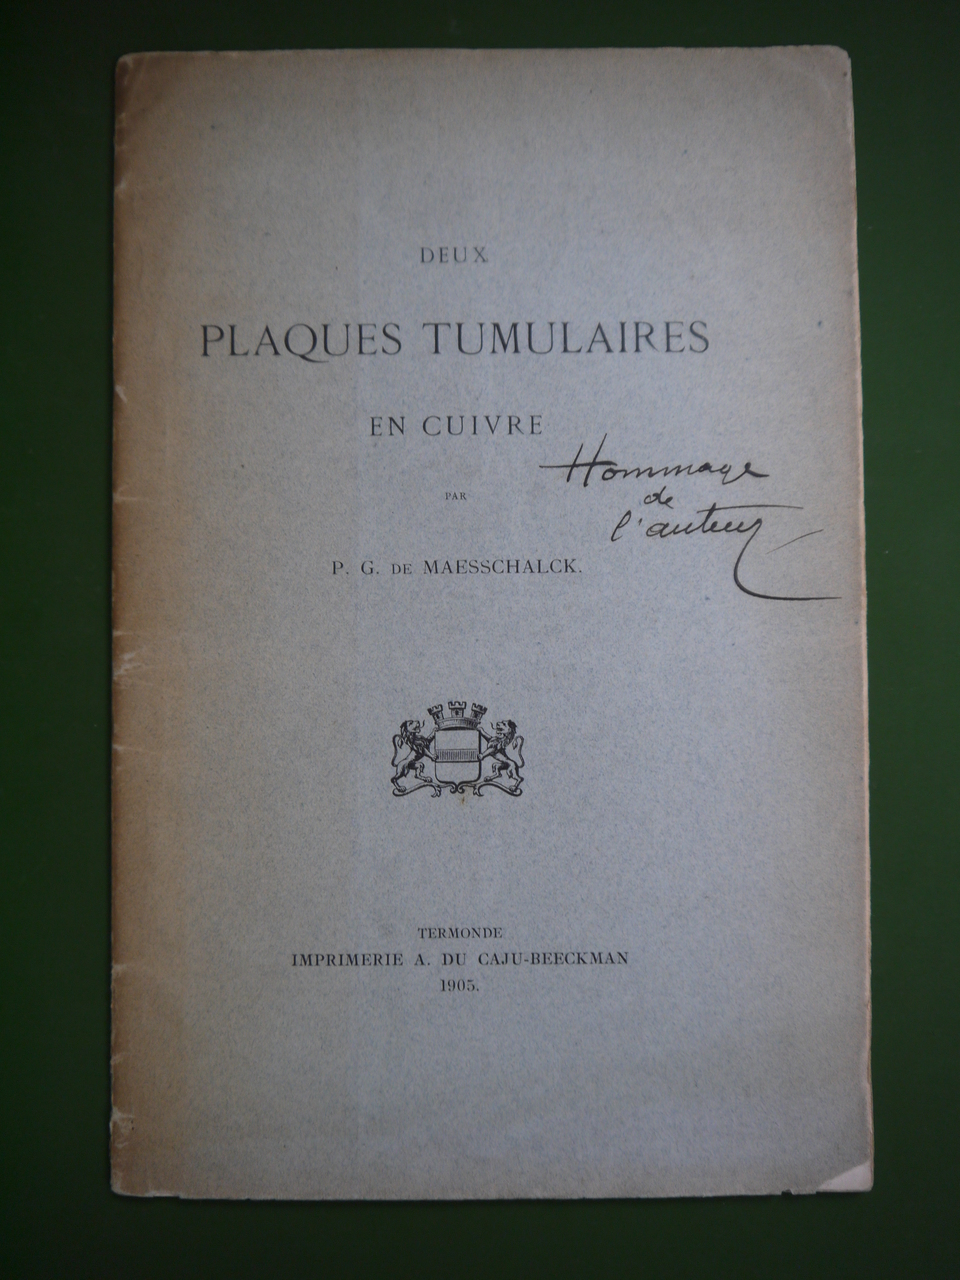 DEUX
PLAQUES TUMULAIRES
EN CUIVRE
Hommage
de
l'auteur
PAR
P. G. DE MAESSCHALCK.
TERMONDE
IMPRIMERIE A. DU CAJU-BEECKMAN
1905.